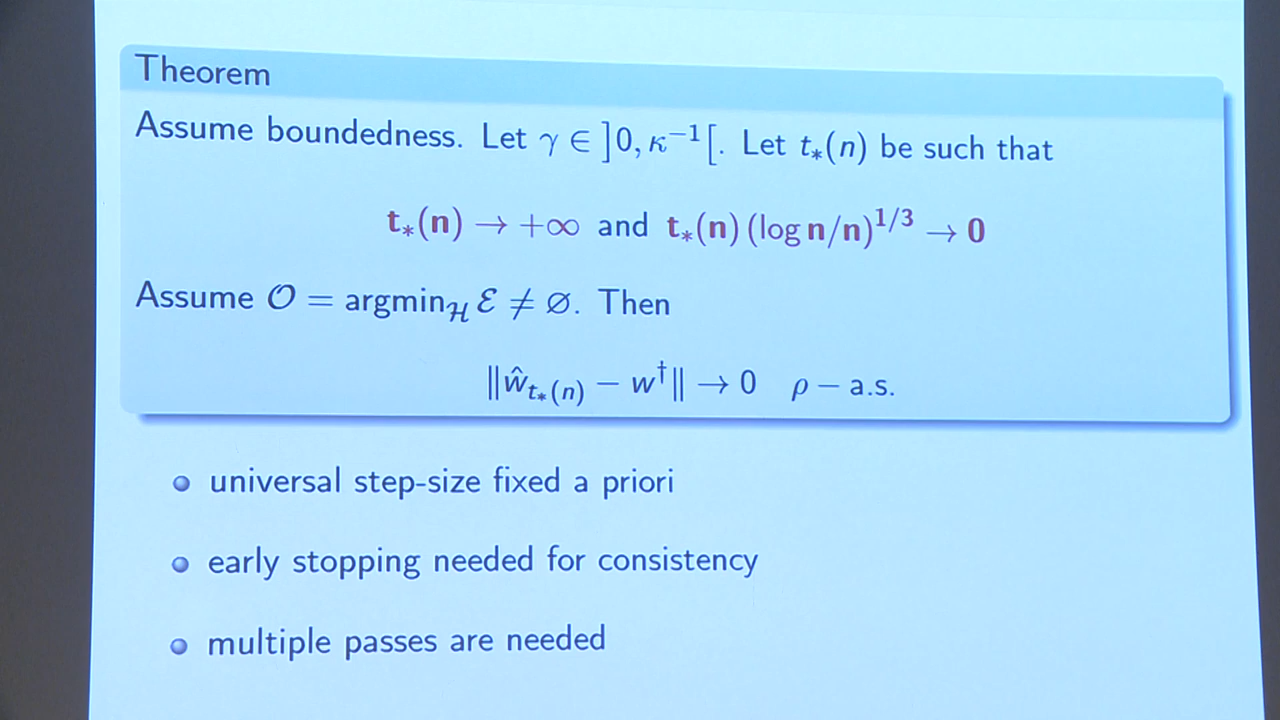 Theorem
Assume boundedness. Let γ ∈ ]0, κ⁻¹[. Let t∗(n) be such that
t∗(n) → +∞ and t∗(n) (log n/n)^{1/3} → 0
Assume 𝒪 = argmin_ℋ ℰ ≠ ∅. Then
‖ŵ_{t∗(n)} − w†‖ → 0 ρ − a.s.
universal step-size fixed a priori
early stopping needed for consistency
multiple passes are needed